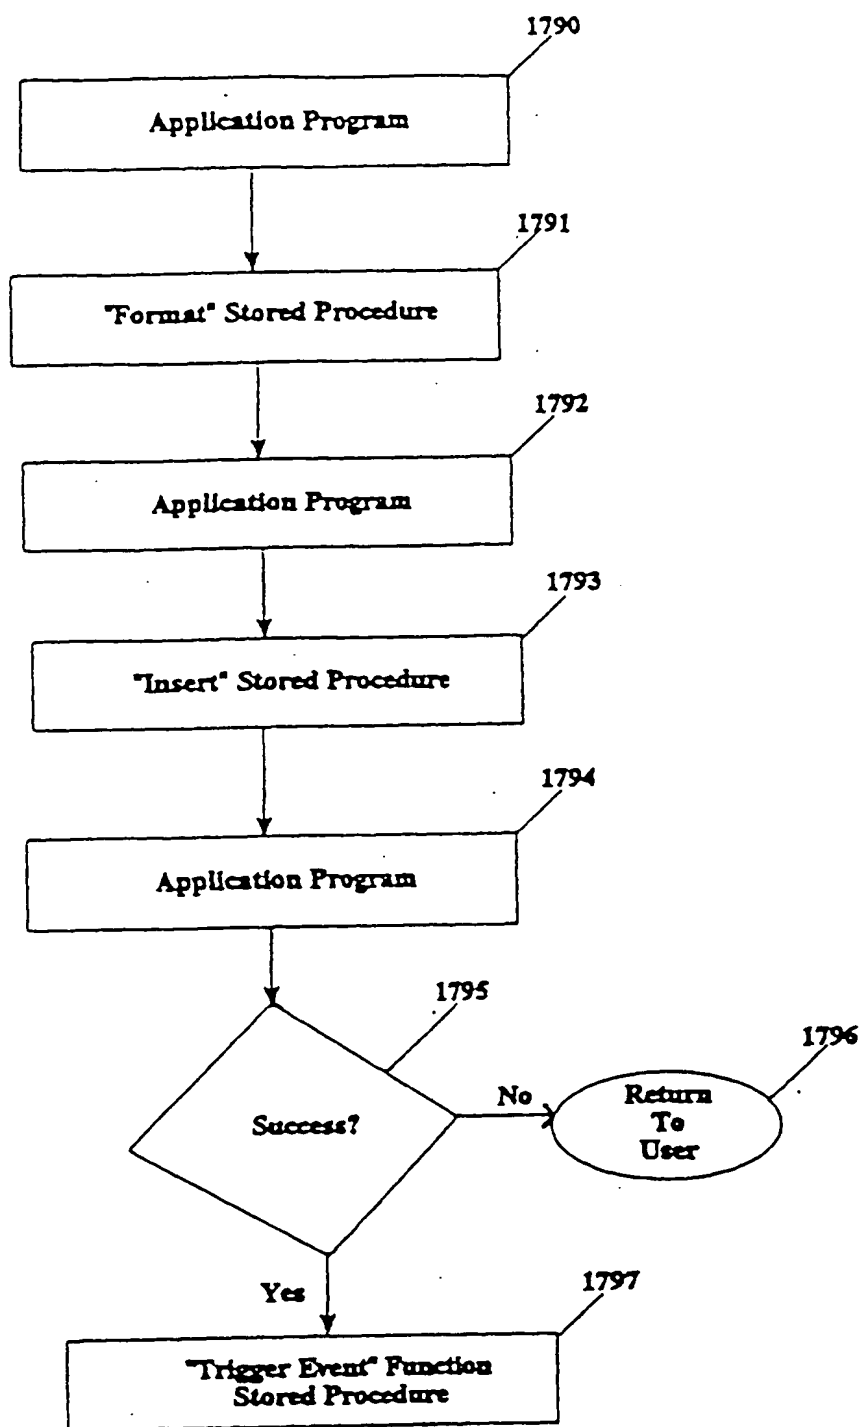 1790
Application Program
1791
"Format" Stored Procedure
1792
Application Program
1793
"Insert" Stored Procedure
1794
Application Program
1795
Success?
No
1796
Return
To
User
Yes
1797
"Trigger Event" Function
Stored Procedure